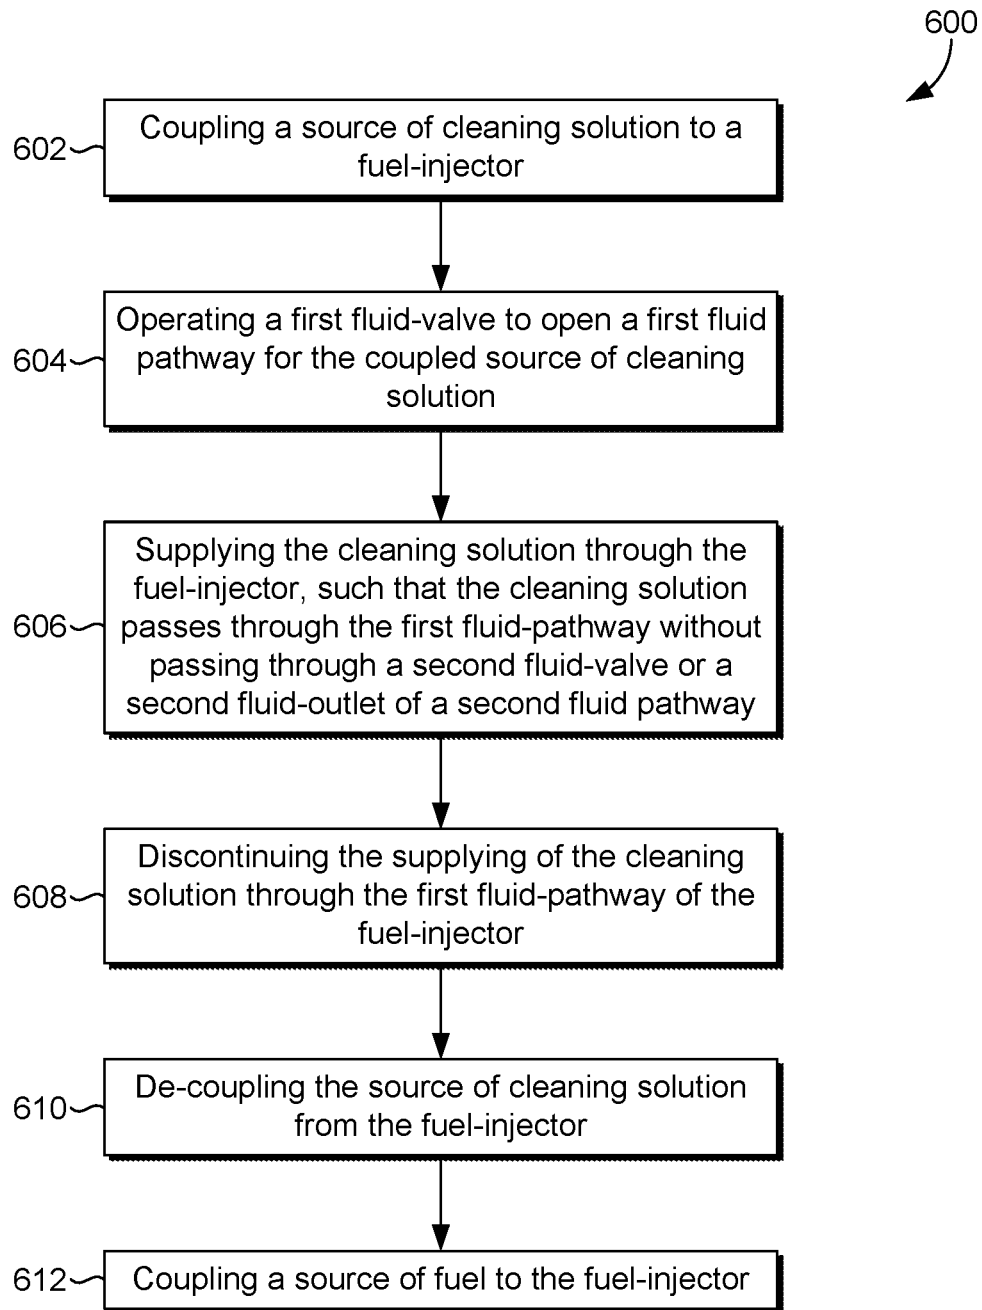 600
602
Coupling a source of cleaning solution to a
fuel-injector
604
Operating a first fluid-valve to open a first fluid
pathway for the coupled source of cleaning
solution
606
Supplying the cleaning solution through the
fuel-injector, such that the cleaning solution
passes through the first fluid-pathway without
passing through a second fluid-valve or a
second fluid-outlet of a second fluid pathway
608
Discontinuing the supplying of the cleaning
solution through the first fluid-pathway of the
fuel-injector
610
De-coupling the source of cleaning solution
from the fuel-injector
612
Coupling a source of fuel to the fuel-injector